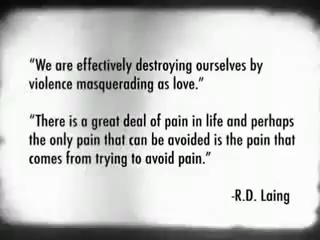 “We are effectively destroying ourselves by
violence masquerading as love.”
“There is a great deal of pain in life and perhaps
the only pain that can be avoided is the pain that
comes from trying to avoid pain.”
-R.D. Laing